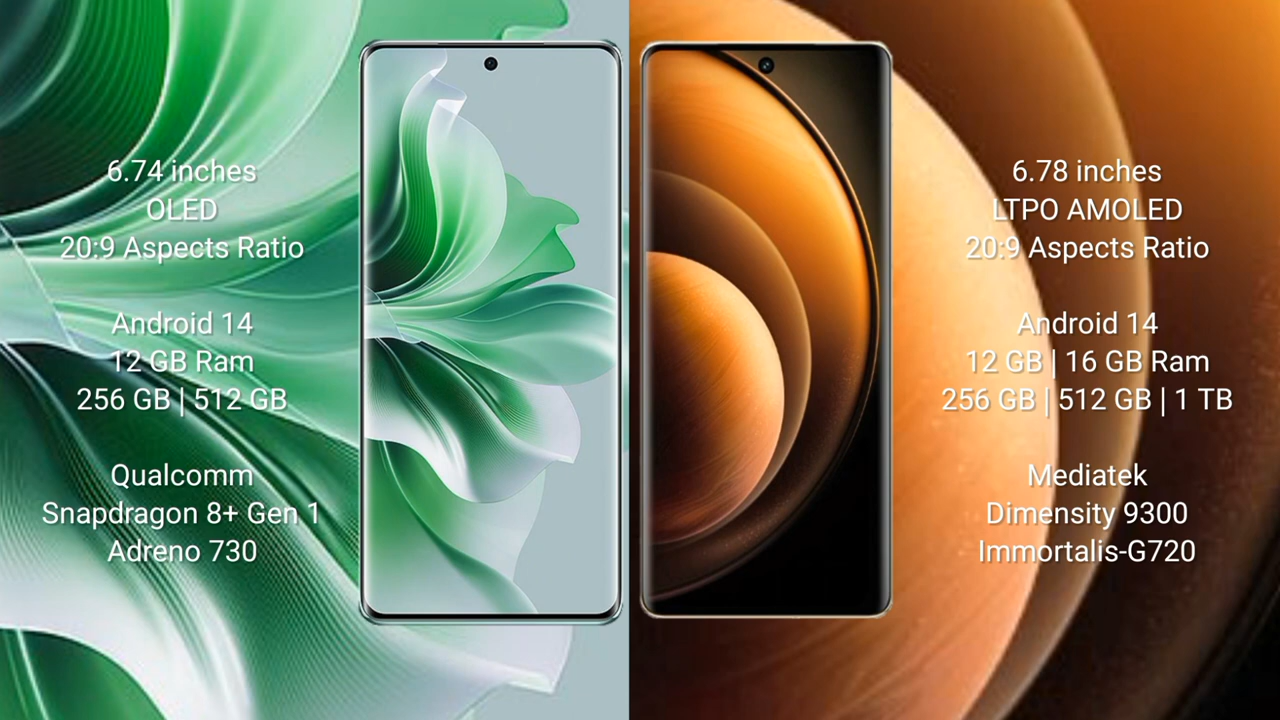 6.74 inches
OLED
20:9 Aspects Ratio
Android 14
12 GB Ram
256 GB | 512 GB
Qualcomm
Snapdragon 8+ Gen 1
Adreno 730
6.78 inches
LTPO AMOLED
20:9 Aspects Ratio
Android 14
12 GB | 16 GB Ram
256 GB | 512 GB | 1 TB
Mediatek
Dimensity 9300
Immortalis-G720